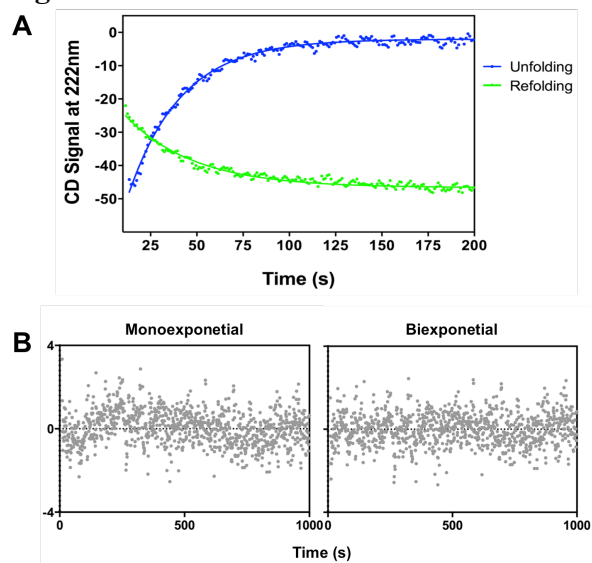 A
0
-10
-20
-30
-40
-50
CD Signal at 222nm
25 50 75 100 125 150 175 200
Time (s)
Unfolding
Refolding
B
Monoexponetial
Biexponetial
4
0
-4
0 500 1000
0 500 1000
Time (s)